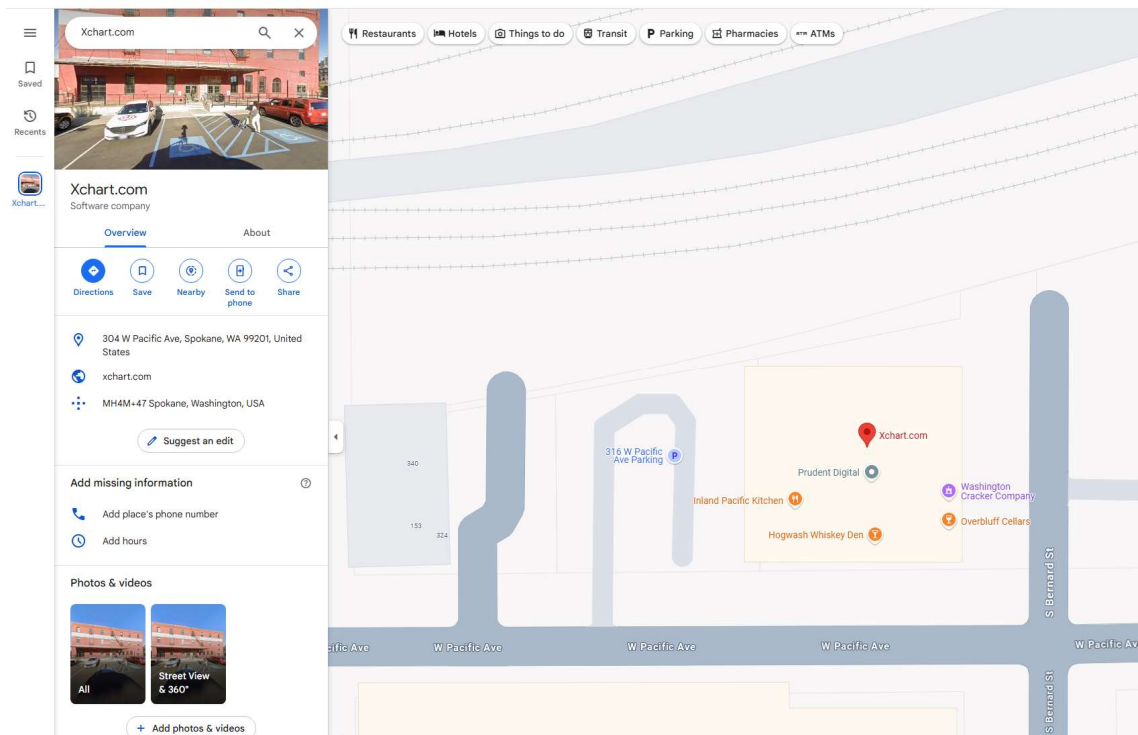 Xchart.com
Restaurants
Hotels
Things to do
Transit
Parking
Pharmacies
ATMs
Saved
Recents
Xchart....
Xchart.com
Software company
Overview
About
Directions
Save
Nearby
Send to
phone
Share
304 W Pacific Ave, Spokane, WA 99201, United
States
xchart.com
MH4M+47 Spokane, Washington, USA
Suggest an edit
Add missing information
Add place's phone number
Add hours
Photos & videos
All
Street View
& 360°
+ Add photos & videos
340
153
324
316 W Pacific
Ave Parking
P
Xchart.com
Prudent Digital
Inland Pacific Kitchen
Hogwash Whiskey Den
Washington
Cracker Company
Overbluff Cellars
S Bernard St
cific Ave
W Pacific Ave
W Pacific Ave
W Pacific Ave
W Pacific Av
S Bernard St